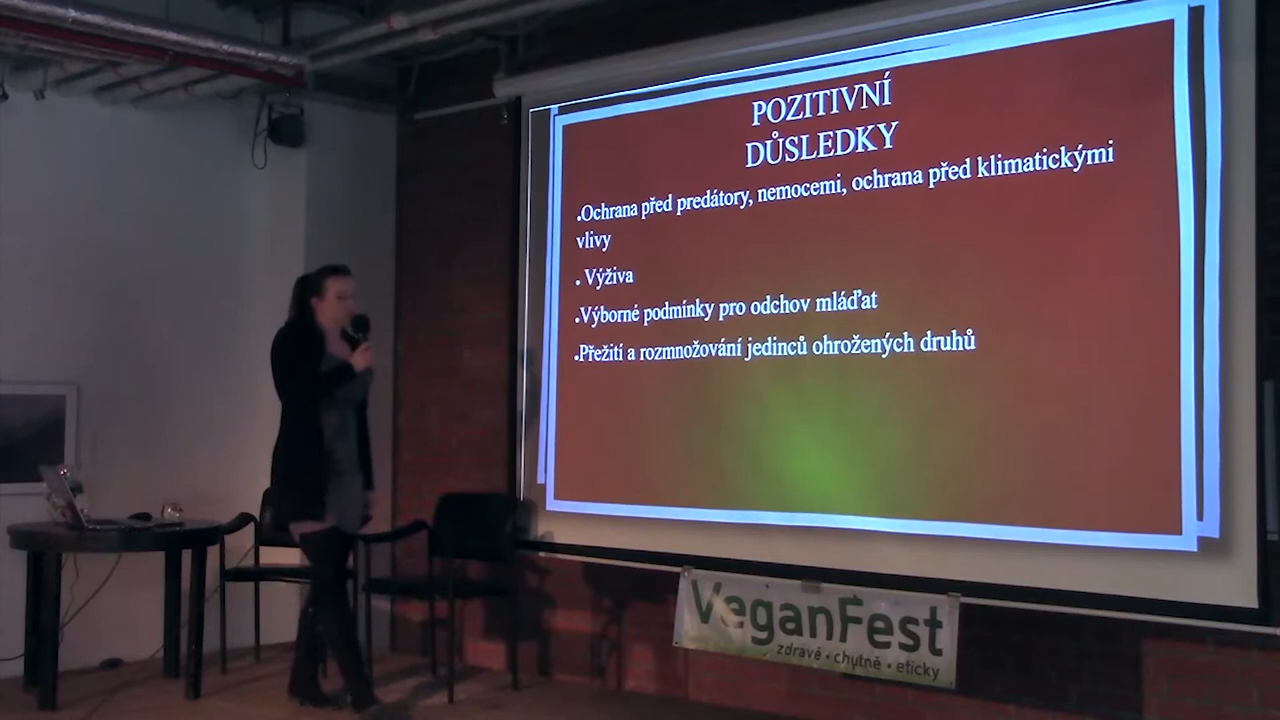 POZITIVNÍ
DŮSLEDKY
•Ochrana před predátory, nemocemi, ochrana před klimatickými
vlivy
• Výživa
•Výborné podmínky pro odchov mláďat
•Přežití a rozmnožování jedinců ohrožených druhů
VeganFest
zdravě • chutně • eticky